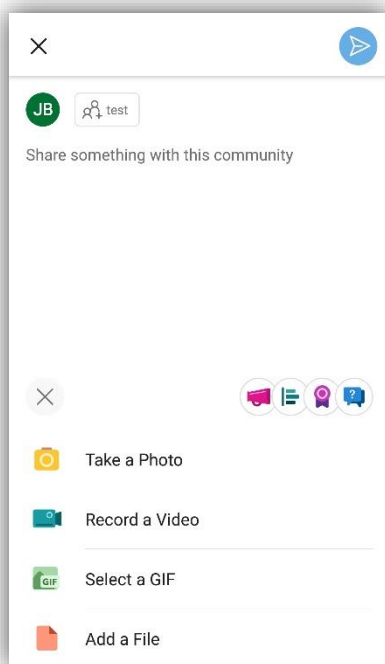 JB
test
Share something with this community
?
Take a Photo
Record a Video
GIF
Select a GIF
Add a File